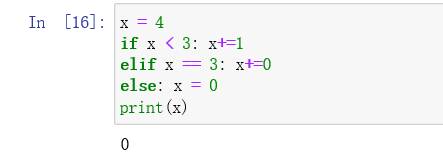 In [16]: x = 4
if x < 3: x+=1
elif x == 3: x+=0
else: x = 0
print(x)
0